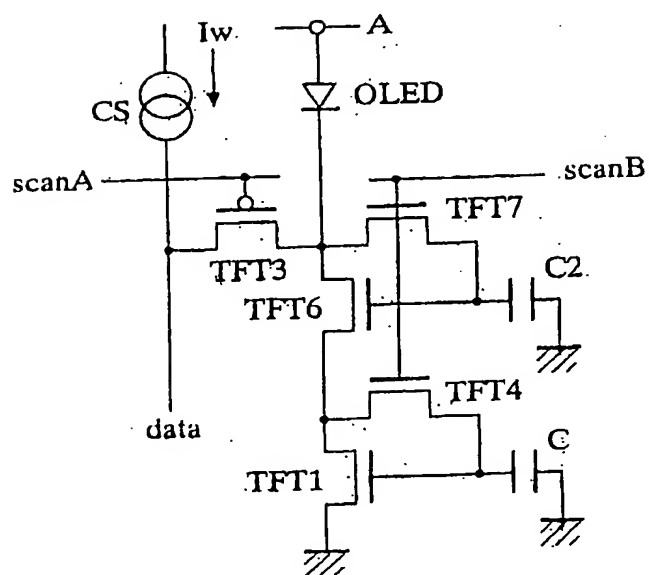 Iw
A
CS
OLED
scanA
scanB
TFT7
TFT3
C2
TFT6
TFT4
data
C
TFT1